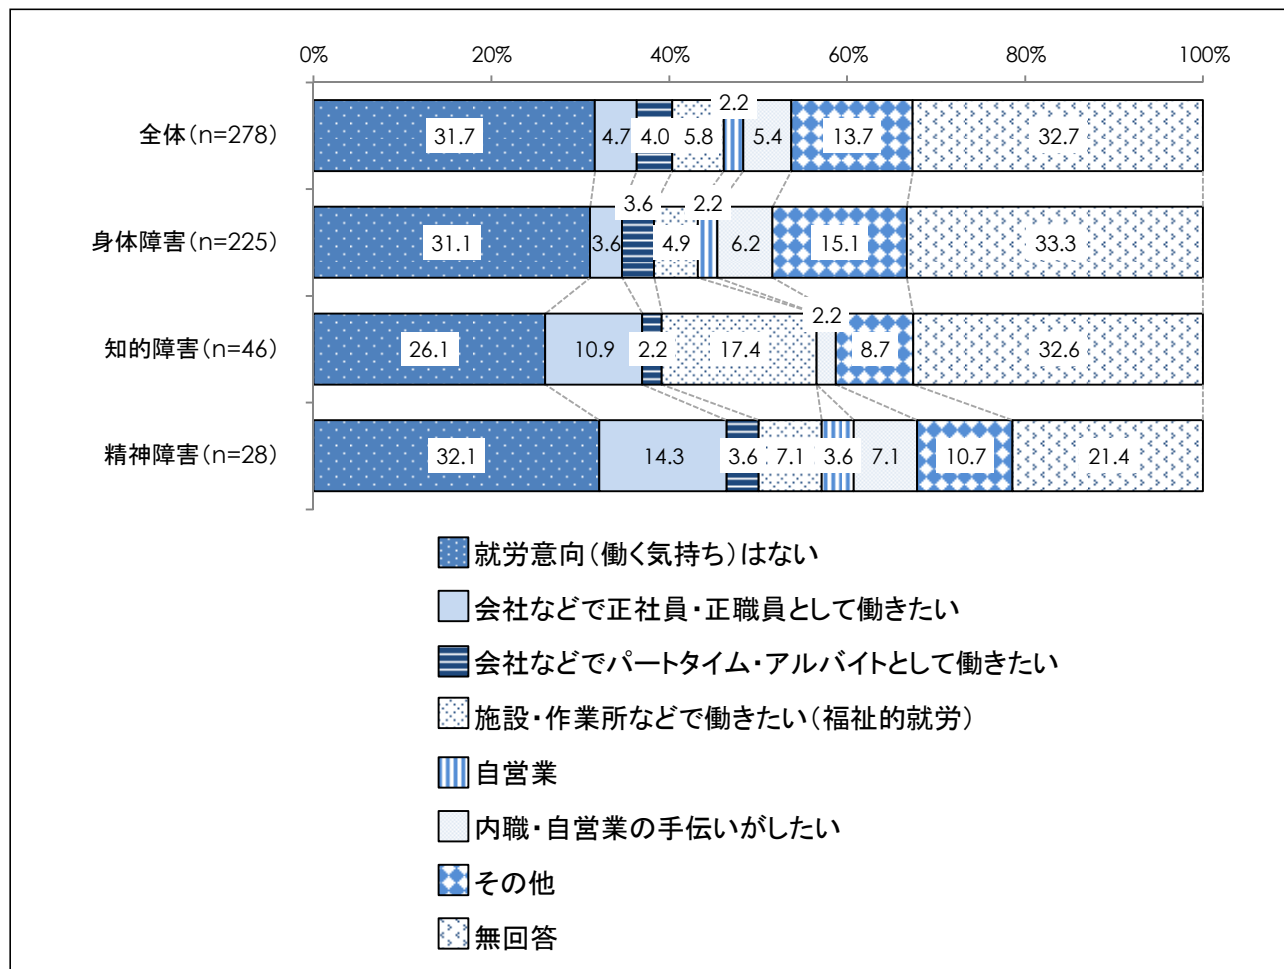 0% 20% 40% 60% 80% 100%
全体(n=278) 31.7 4.7 4.0 5.8 2.2 5.4 13.7 32.7
身体障害(n=225) 31.1 3.6 3.6 4.9 2.2 6.2 15.1 33.3
知的障害(n=46) 26.1 10.9 2.2 17.4 2.2 8.7 32.6
精神障害(n=28) 32.1 14.3 3.6 7.1 3.6 7.1 10.7 21.4
就労意向(働く気持ち)はない
会社などで正社員・正職員として働きたい
会社などでパートタイム・アルバイトとして働きたい
施設・作業所などで働きたい(福祉的就労)
自営業
内職・自営業の手伝いがしたい
その他
無回答